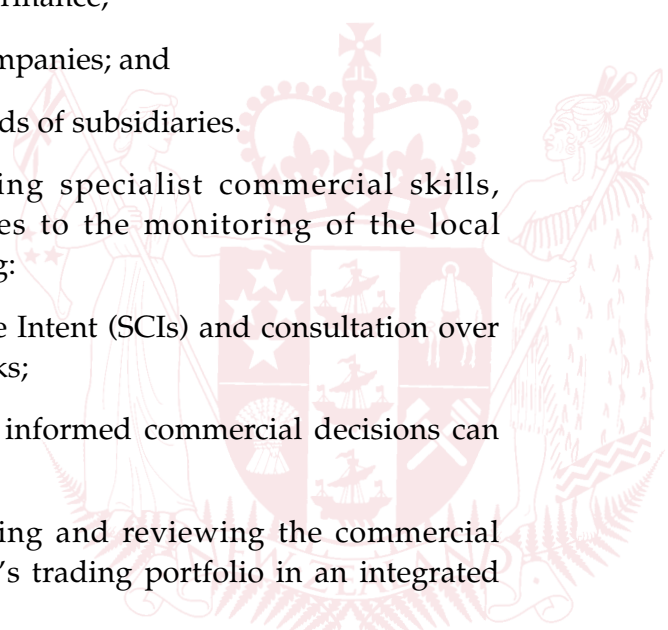 rmance;
mpanies; and
ds of subsidiaries.
ing specialist commercial skills,
es to the monitoring of the local
g:
e Intent (SCIs) and consultation over
ks;
informed commercial decisions can
ing and reviewing the commercial
's trading portfolio in an integrated